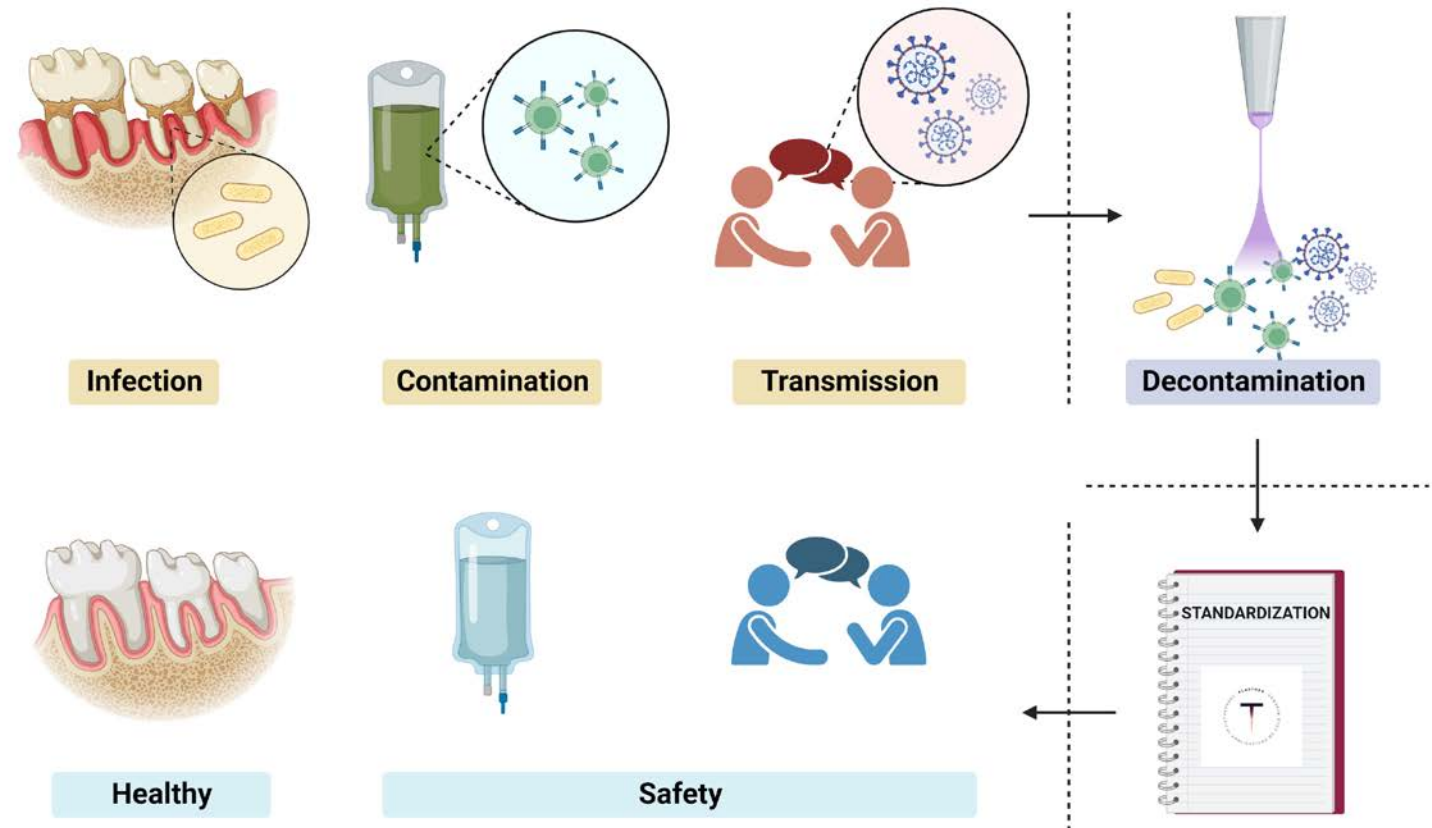 Infection
Contamination
Transmission
Decontamination
STANDARDIZATION
T
Healthy
Safety